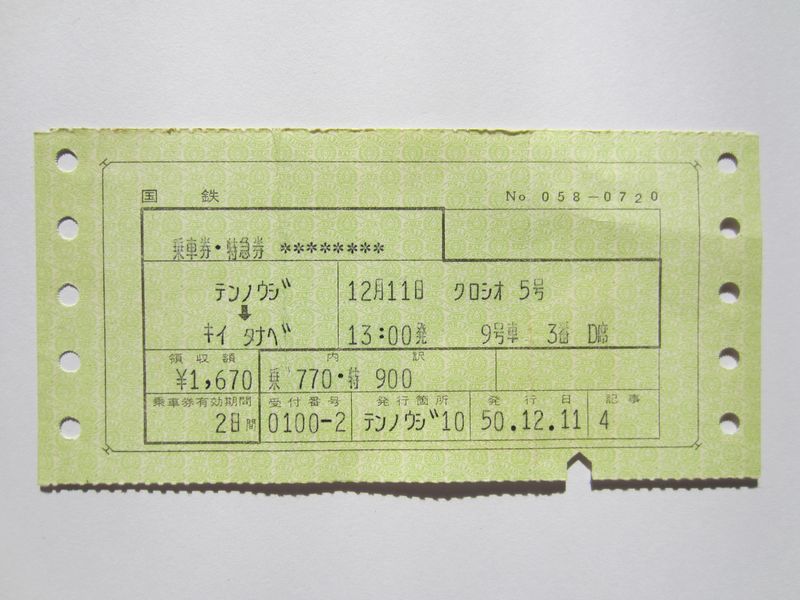 国鉄 No. 058-0720
乗車券・特急券 ********
テンノウジ 12月11日 クロシオ 5号
⬇
キイ タナベ 13:00発 9号車 3番 D席
領収額 内訳
¥1,670 乗 770・特 900
乗車券有効期間 受付番号 発行箇所 発行日 記事
2日間 0100-2 テンノウジ10 50.12.11 4